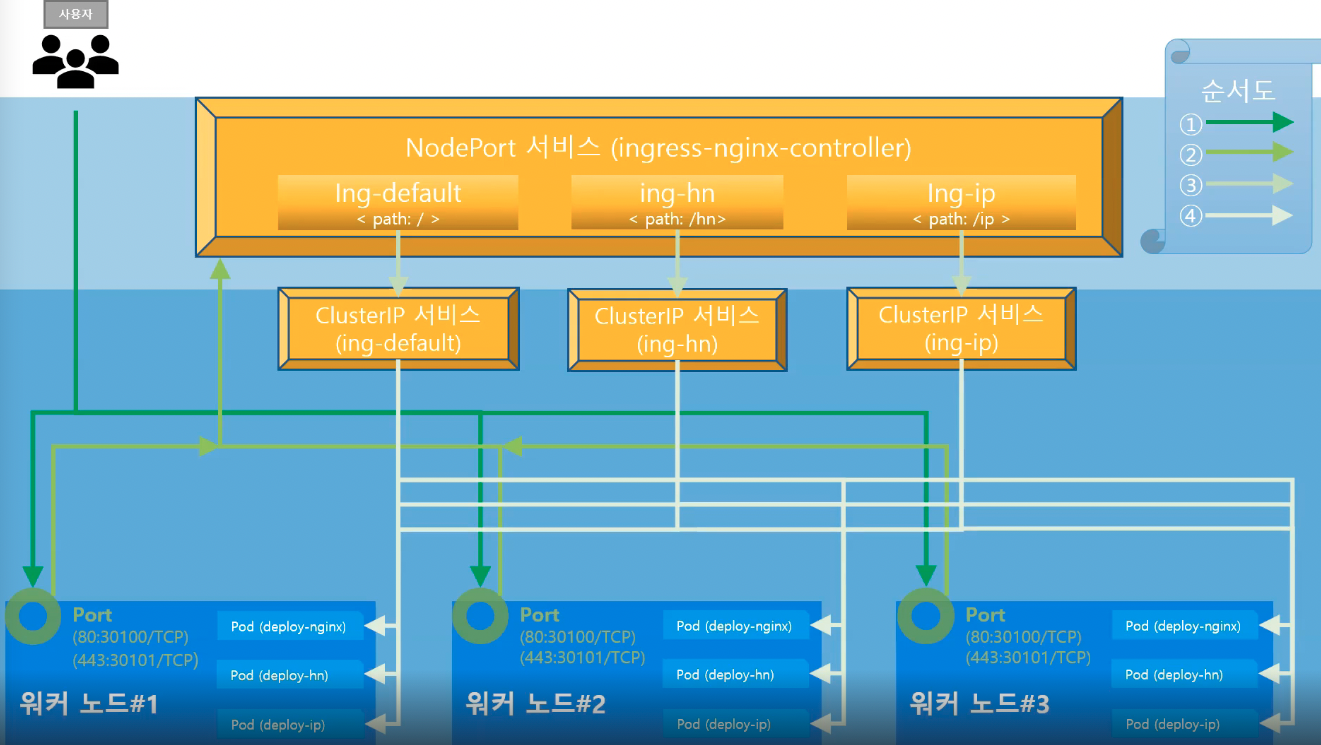 사용자
순서도
①
②
③
④
NodePort 서비스 (ingress-nginx-controller)
Ing-default
< path: / >
ing-hn
< path: /hn>
Ing-ip
< path: /ip >
ClusterIP 서비스
(ing-default)
ClusterIP 서비스
(ing-hn)
ClusterIP 서비스
(ing-ip)
Port
(80:30100/TCP)
(443:30101/TCP)
Pod (deploy-nginx)
Pod (deploy-hn)
Pod (deploy-ip)
워커 노드#1
Port
(80:30100/TCP)
(443:30101/TCP)
Pod (deploy-nginx)
Pod (deploy-hn)
Pod (deploy-ip)
워커 노드#2
Port
(80:30100/TCP)
(443:30101/TCP)
Pod (deploy-nginx)
Pod (deploy-hn)
Pod (deploy-ip)
워커 노드#3